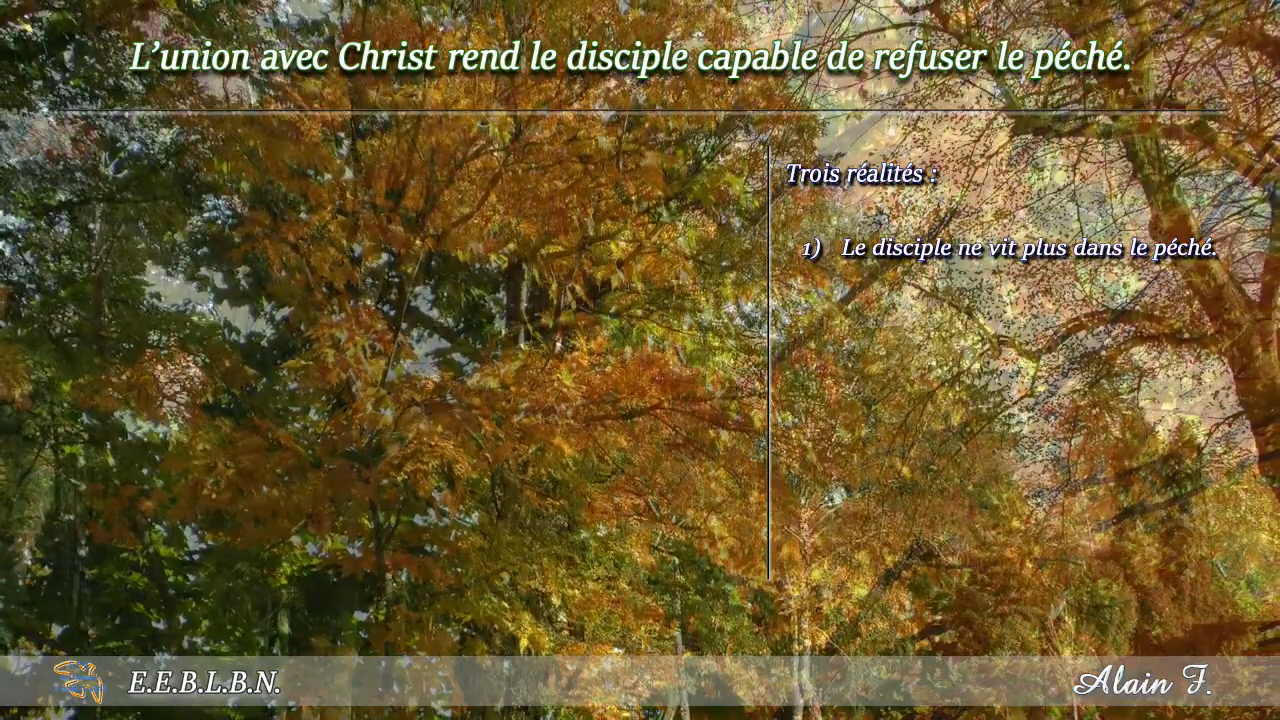 L’union avec Christ rend le disciple capable de refuser le péché.
Trois réalités :
1) Le disciple ne vit plus dans le péché.
E.E.B.L.B.N.
Alain F.